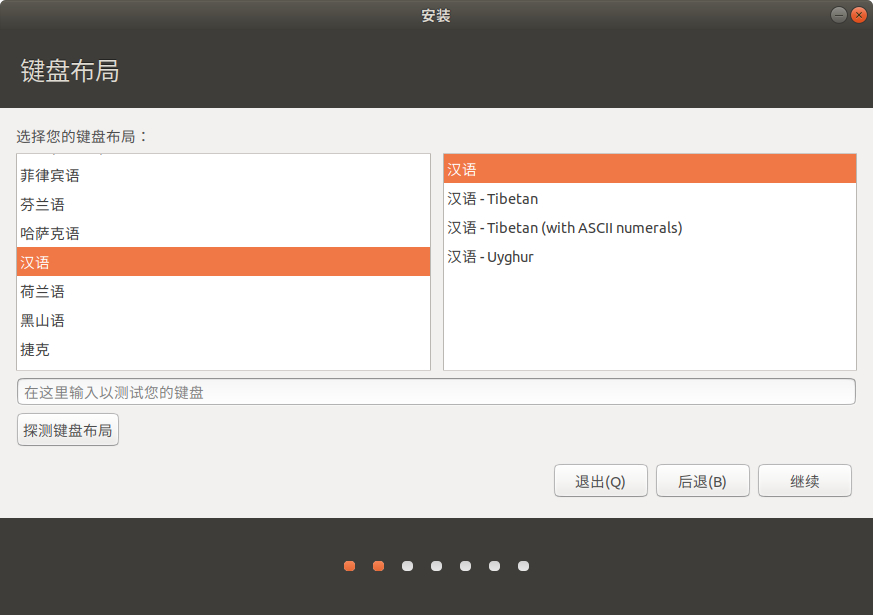 安装
键盘布局
选择您的键盘布局：
菲律宾语
芬兰语
哈萨克语
汉语
荷兰语
黑山语
捷克
汉语
汉语 - Tibetan
汉语 - Tibetan (with ASCII numerals)
汉语 - Uyghur
在这里输入以测试您的键盘
探测键盘布局
退出(Q)
后退(B)
继续